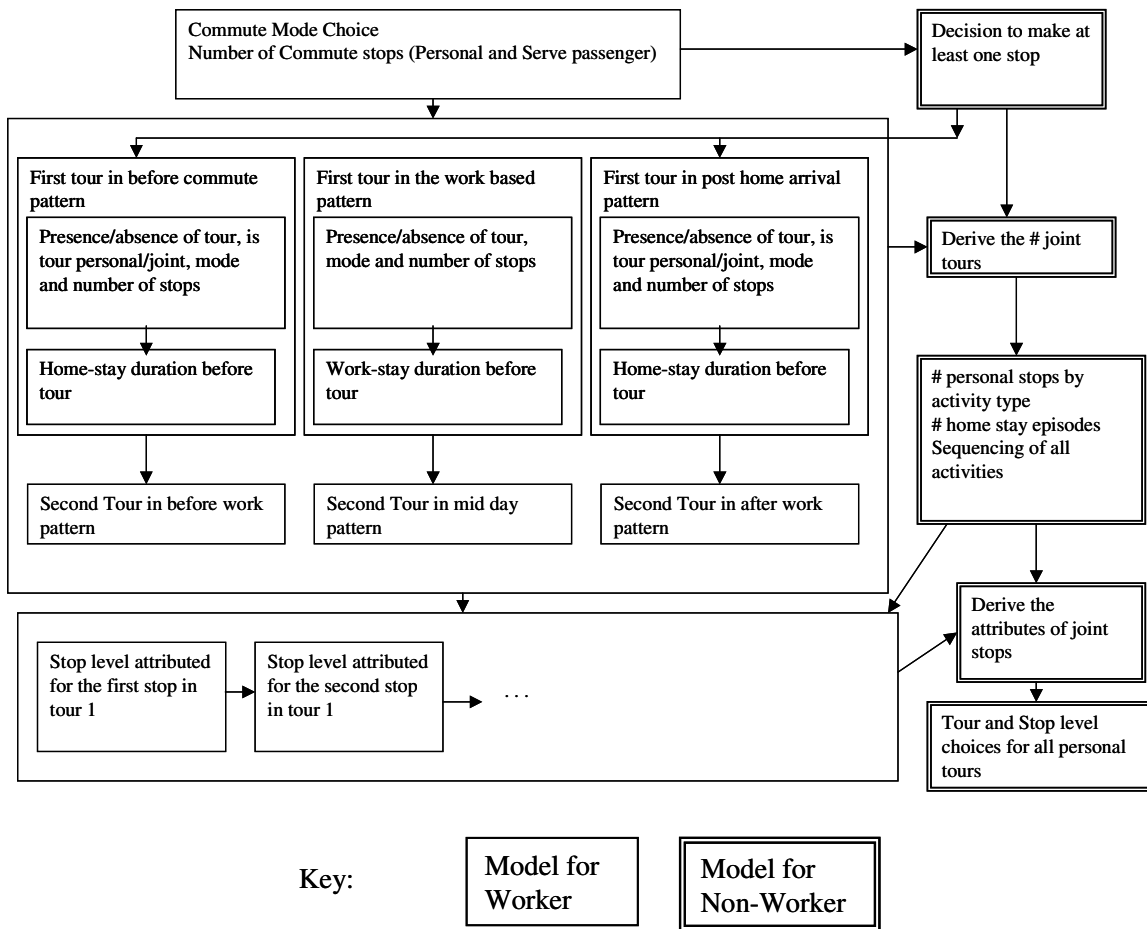 Commute Mode Choice
Number of Commute stops (Personal and Serve passenger)
Decision to make at
least one stop
First tour in before commute
pattern
Presence/absence of tour, is
tour personal/joint, mode
and number of stops
Home-stay duration before
tour
Second Tour in before work
pattern
First tour in the work based
pattern
Presence/absence of tour,
mode and number of stops
Work-stay duration before
tour
Second Tour in mid day
pattern
First tour in post home arrival
pattern
Presence/absence of tour, is
tour personal/joint, mode
and number of stops
Home-stay duration before
tour
Second Tour in after work
pattern
Derive the # joint
tours
# personal stops by
activity type
# home stay episodes
Sequencing of all
activities
Derive the
attributes of joint
stops
Tour and Stop level
choices for all personal
tours
Stop level attributed
for the first stop in
tour 1
Stop level attributed
for the second stop
in tour 1
...
Key:
Model for
Worker
Model for
Non-Worker